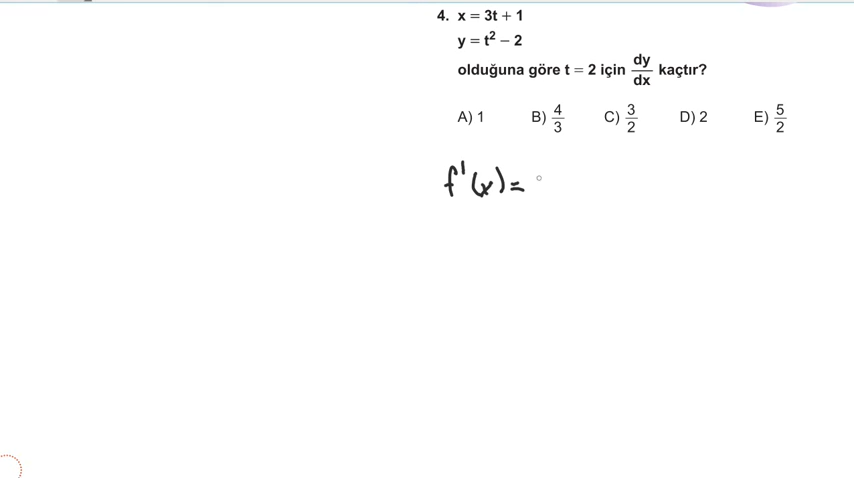 4. x = 3t + 1
y = t² − 2
olduğuna göre t = 2 için dy/dx kaçtır?
A) 1 B) 4/3 C) 3/2 D) 2 E) 5/2
f'(x) =